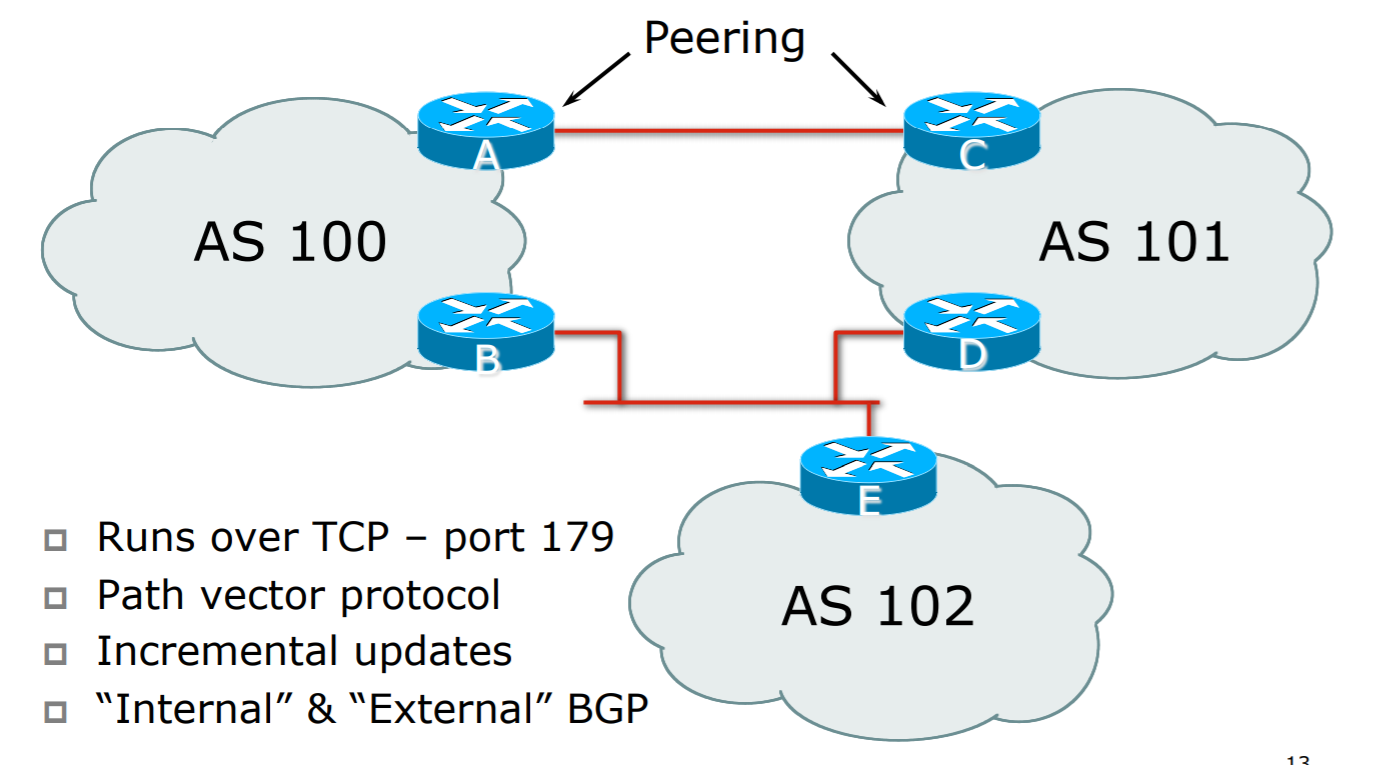 Peering
A
C
AS 100
AS 101
B
D
E
Runs over TCP – port 179
Path vector protocol
AS 102
Incremental updates
“Internal” & “External” BGP
13